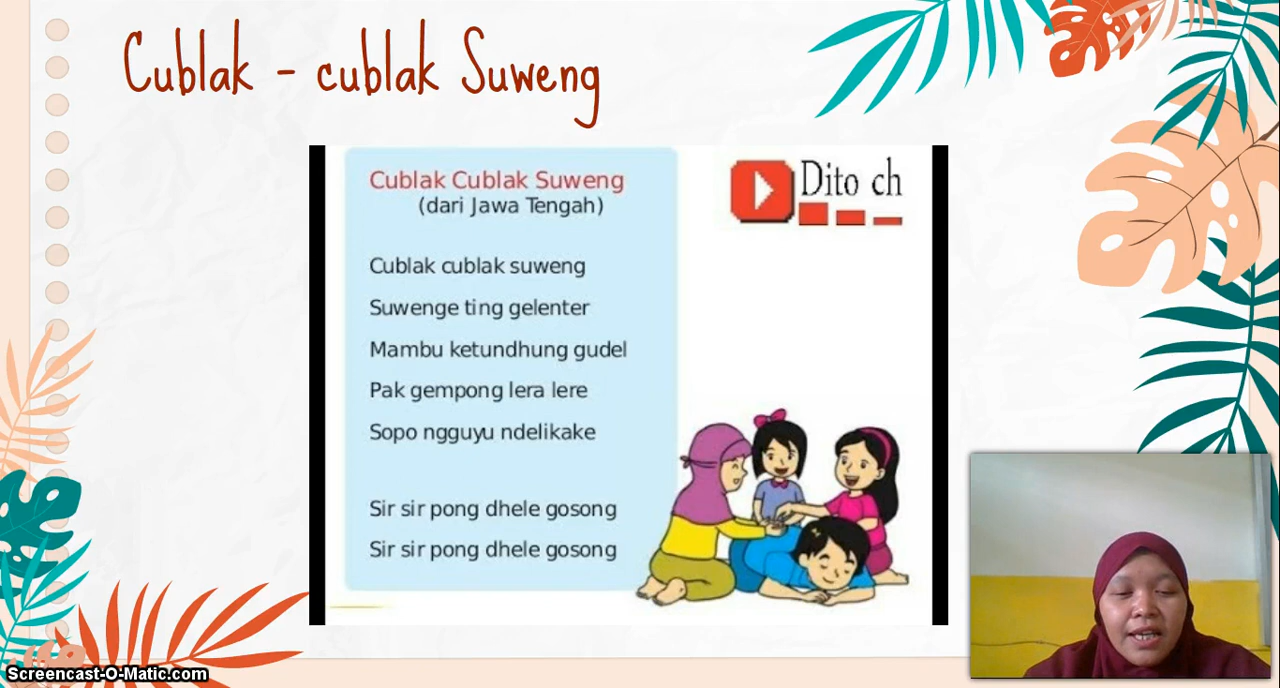 Cublak - cublak Suweng
Cublak Cublak Suweng
(dari Jawa Tengah)
Cublak cublak suweng
Suwenge ting gelenter
Mambu ketundhung gudel
Pak gempong lera lere
Sopo ngguyu ndelikake
Sir sir pong dhele gosong
Sir sir pong dhele gosong
Dito ch
Screencast-O-Matic.com